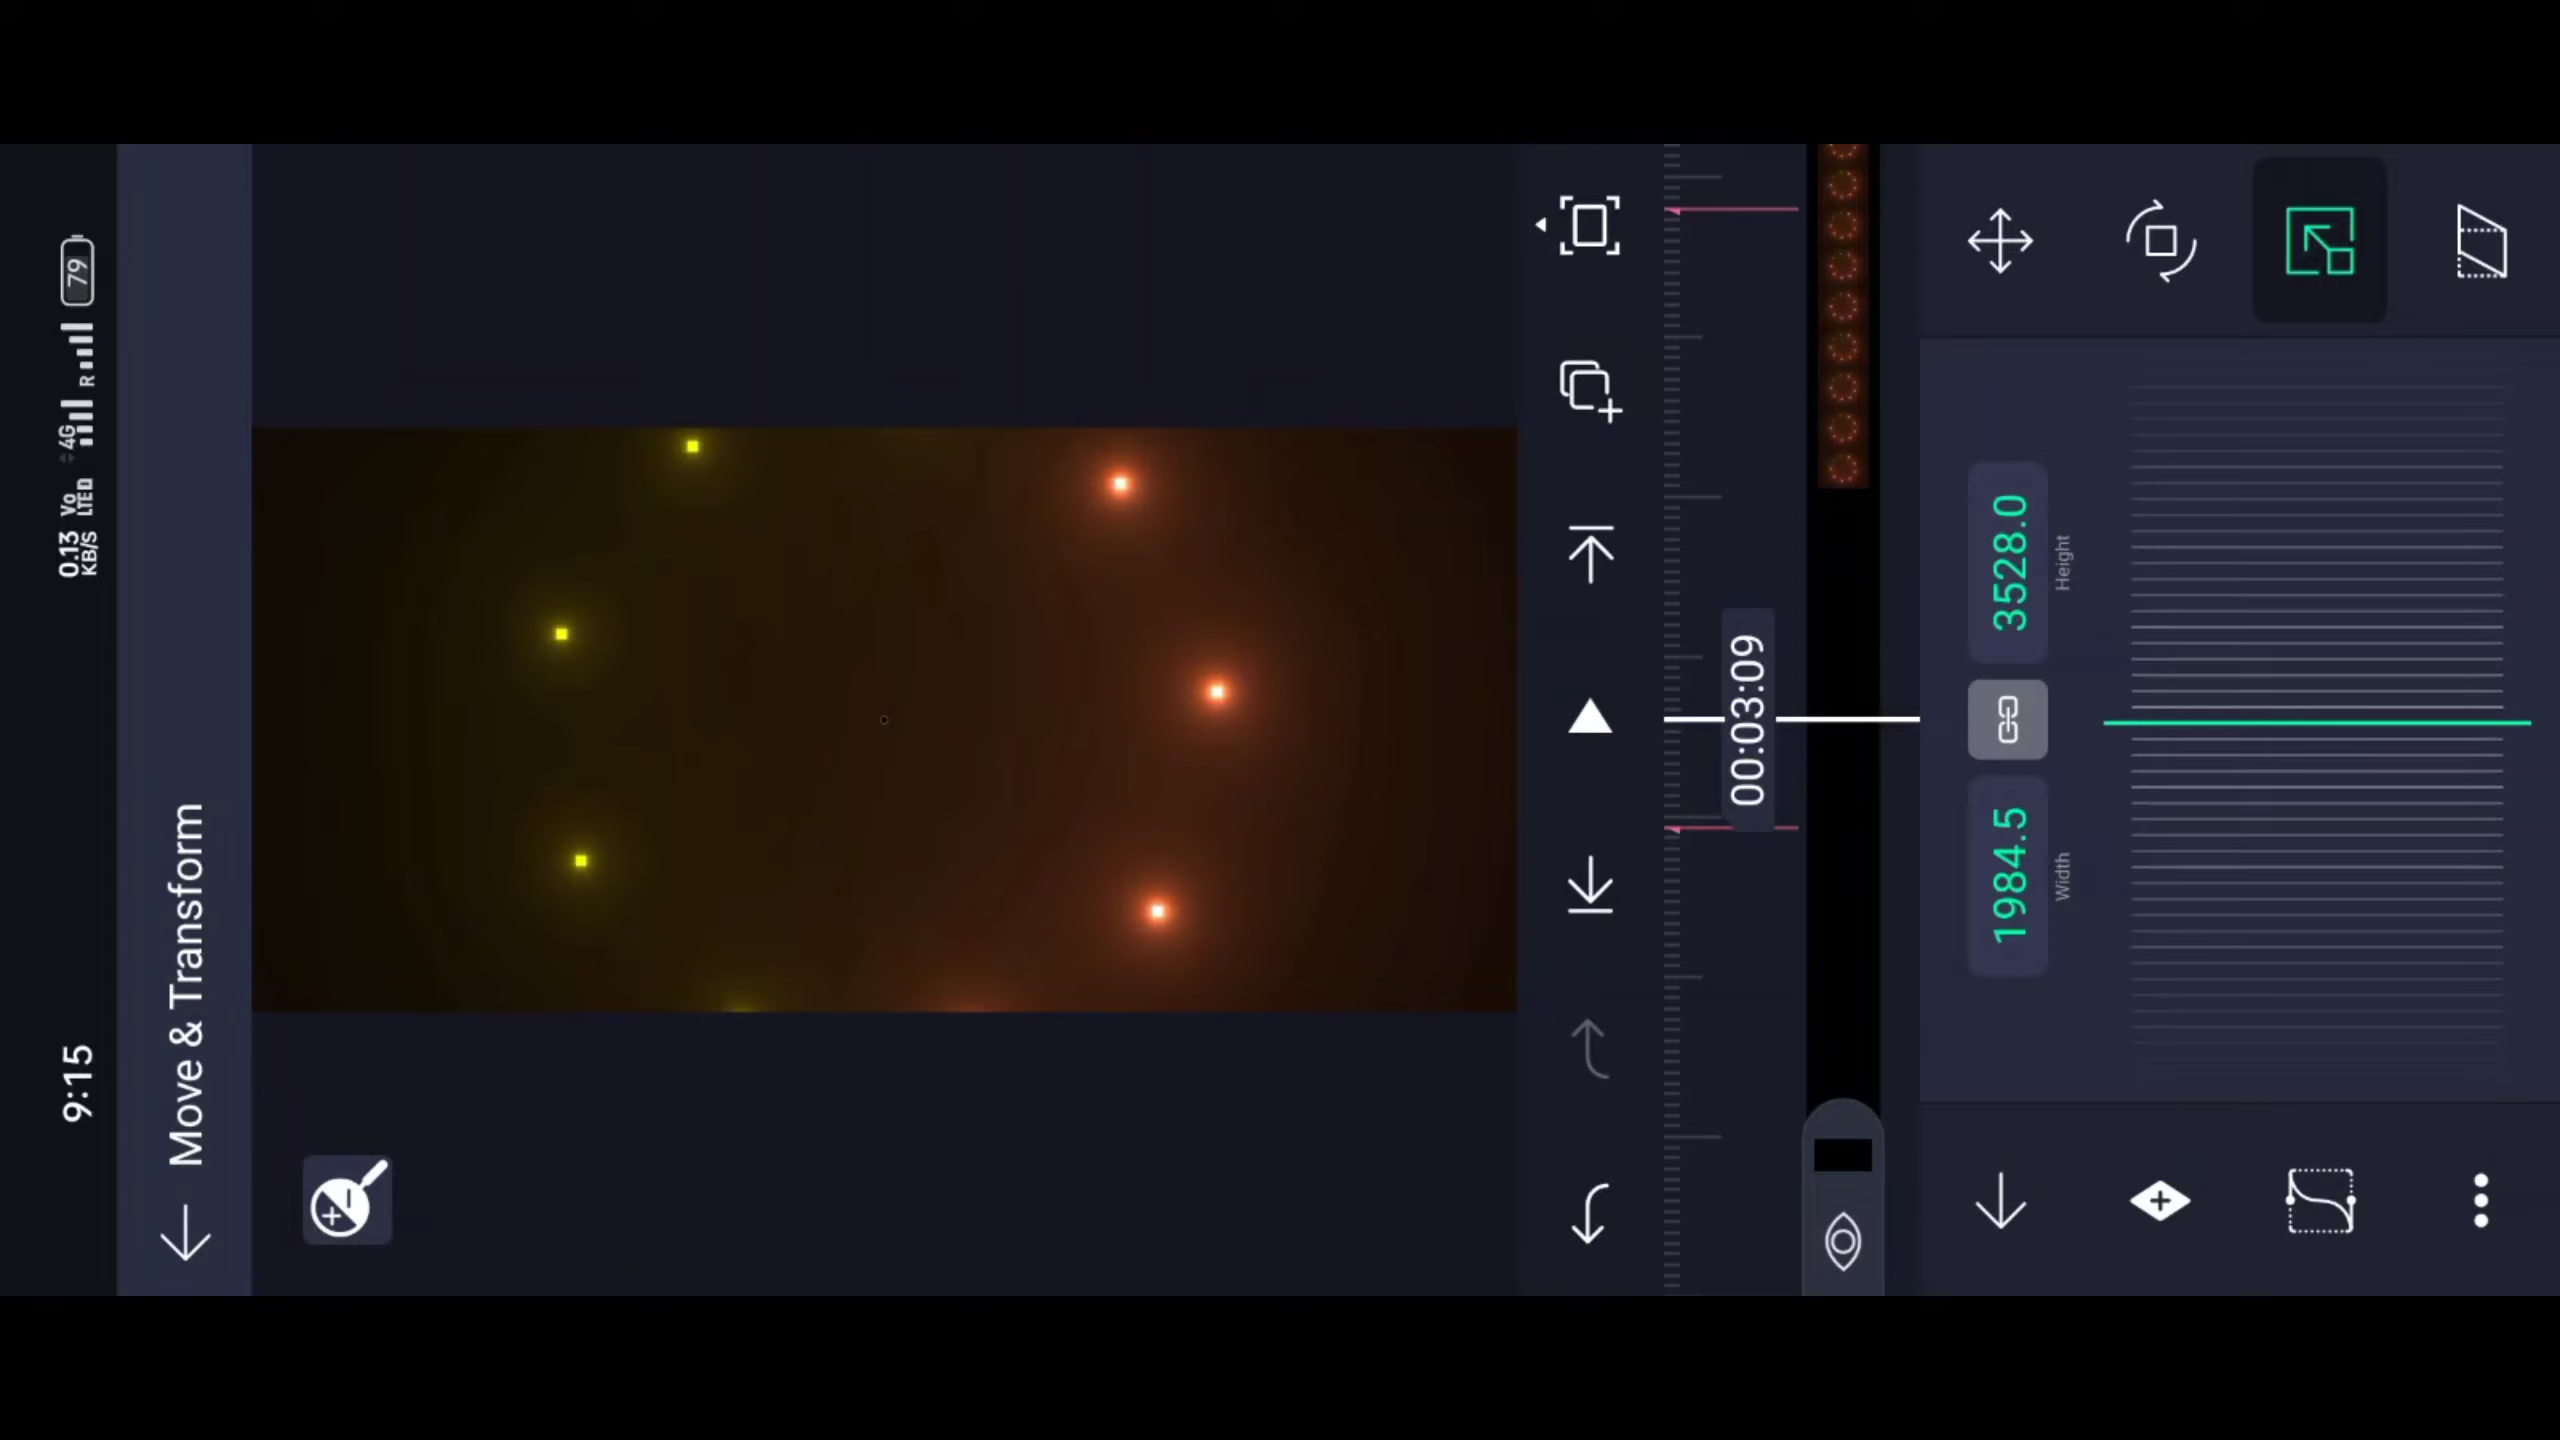 9:15
0.13 KB/S
Vo LTED
4G
R
79
Move & Transform
00:03:09
1984.5
3528.0
Width
Height